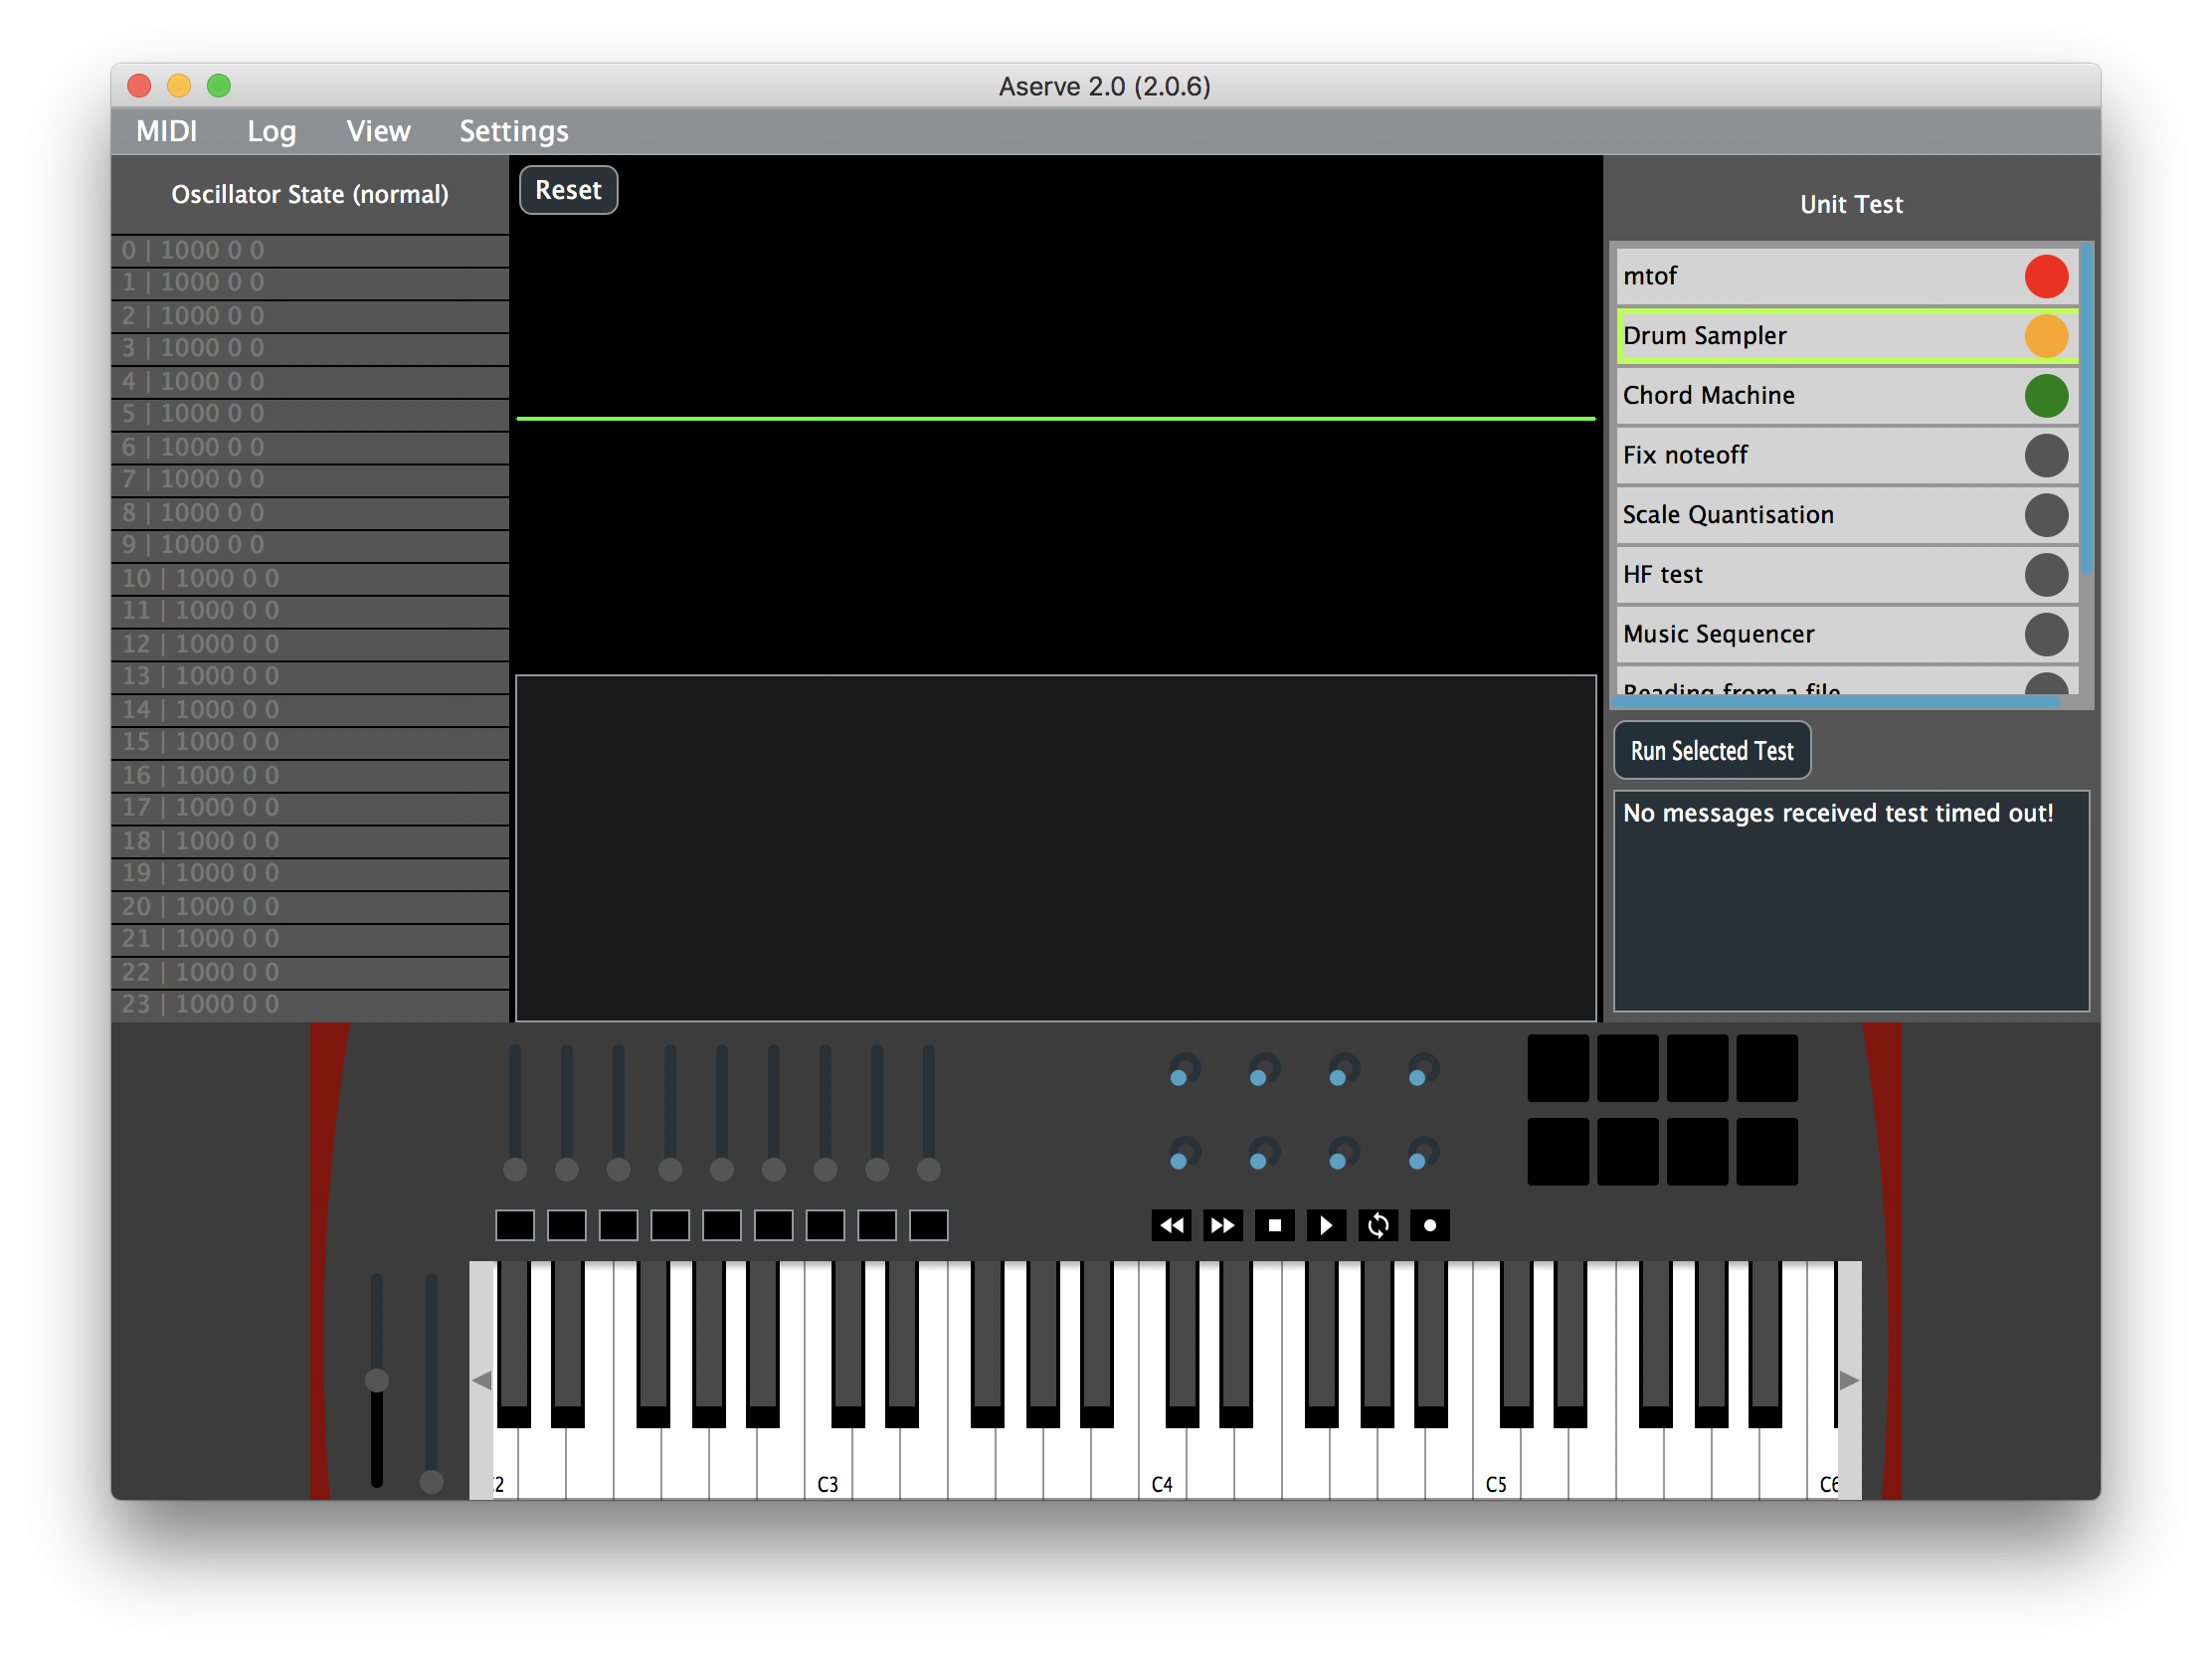 Aserve 2.0 (2.0.6)
MIDI Log View Settings
Oscillator State (normal)
0 | 1000 0 0
1 | 1000 0 0
2 | 1000 0 0
3 | 1000 0 0
4 | 1000 0 0
5 | 1000 0 0
6 | 1000 0 0
7 | 1000 0 0
8 | 1000 0 0
9 | 1000 0 0
10 | 1000 0 0
11 | 1000 0 0
12 | 1000 0 0
13 | 1000 0 0
14 | 1000 0 0
15 | 1000 0 0
16 | 1000 0 0
17 | 1000 0 0
18 | 1000 0 0
19 | 1000 0 0
20 | 1000 0 0
21 | 1000 0 0
22 | 1000 0 0
23 | 1000 0 0
Reset
Unit Test
mtof
Drum Sampler
Chord Machine
Fix noteoff
Scale Quantisation
HF test
Music Sequencer
Reading from a file
Run Selected Test
No messages received test timed out!
C2 C3 C4 C5 C6